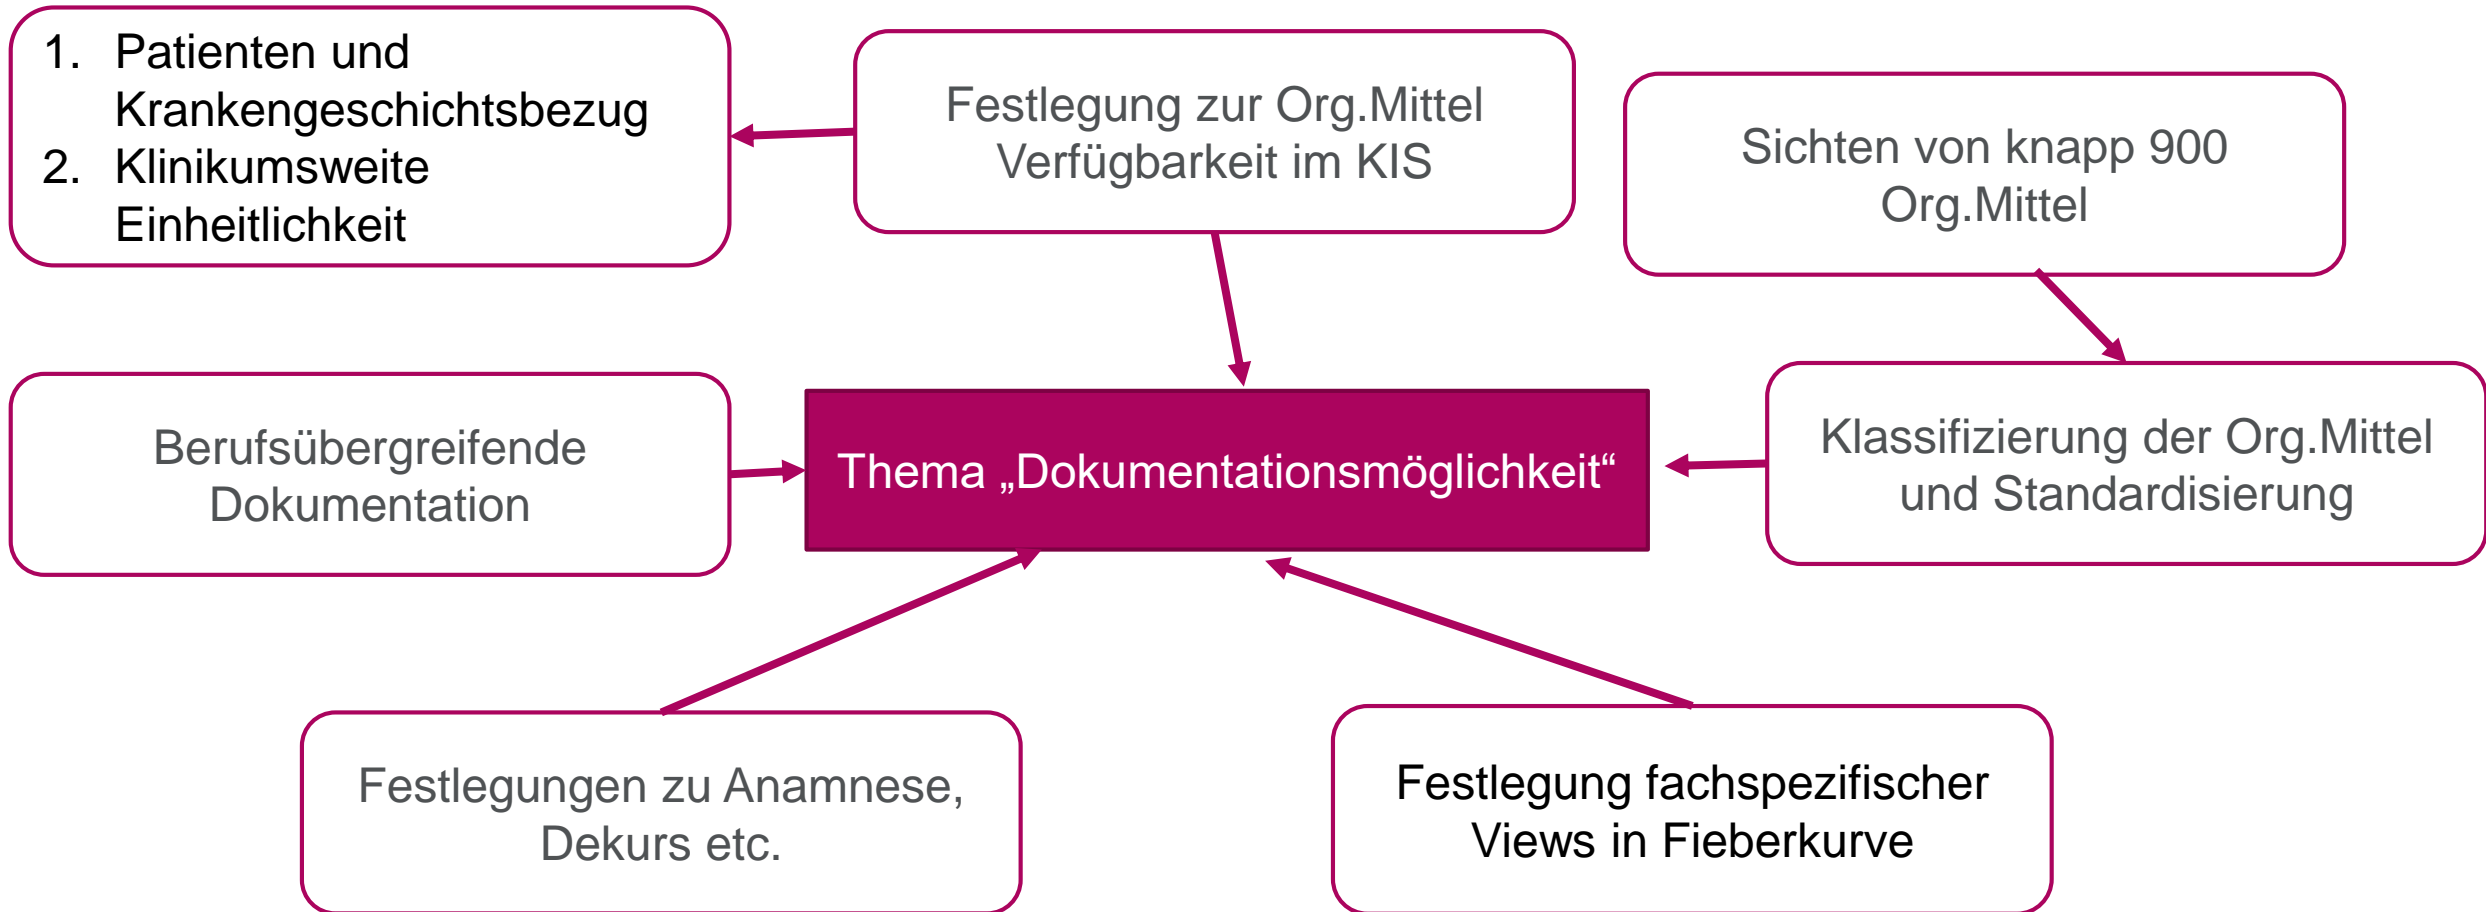 1. Patienten und
Krankengeschichtsbezug
2. Klinikumsweite
Einheitlichkeit
Festlegung zur Org.Mittel
Verfügbarkeit im KIS
Sichten von knapp 900
Org.Mittel
Berufsübergreifende
Dokumentation
Thema „Dokumentationsmöglichkeit“
Klassifizierung der Org.Mittel
und Standardisierung
Festlegungen zu Anamnese,
Dekurs etc.
Festlegung fachspezifischer
Views in Fieberkurve